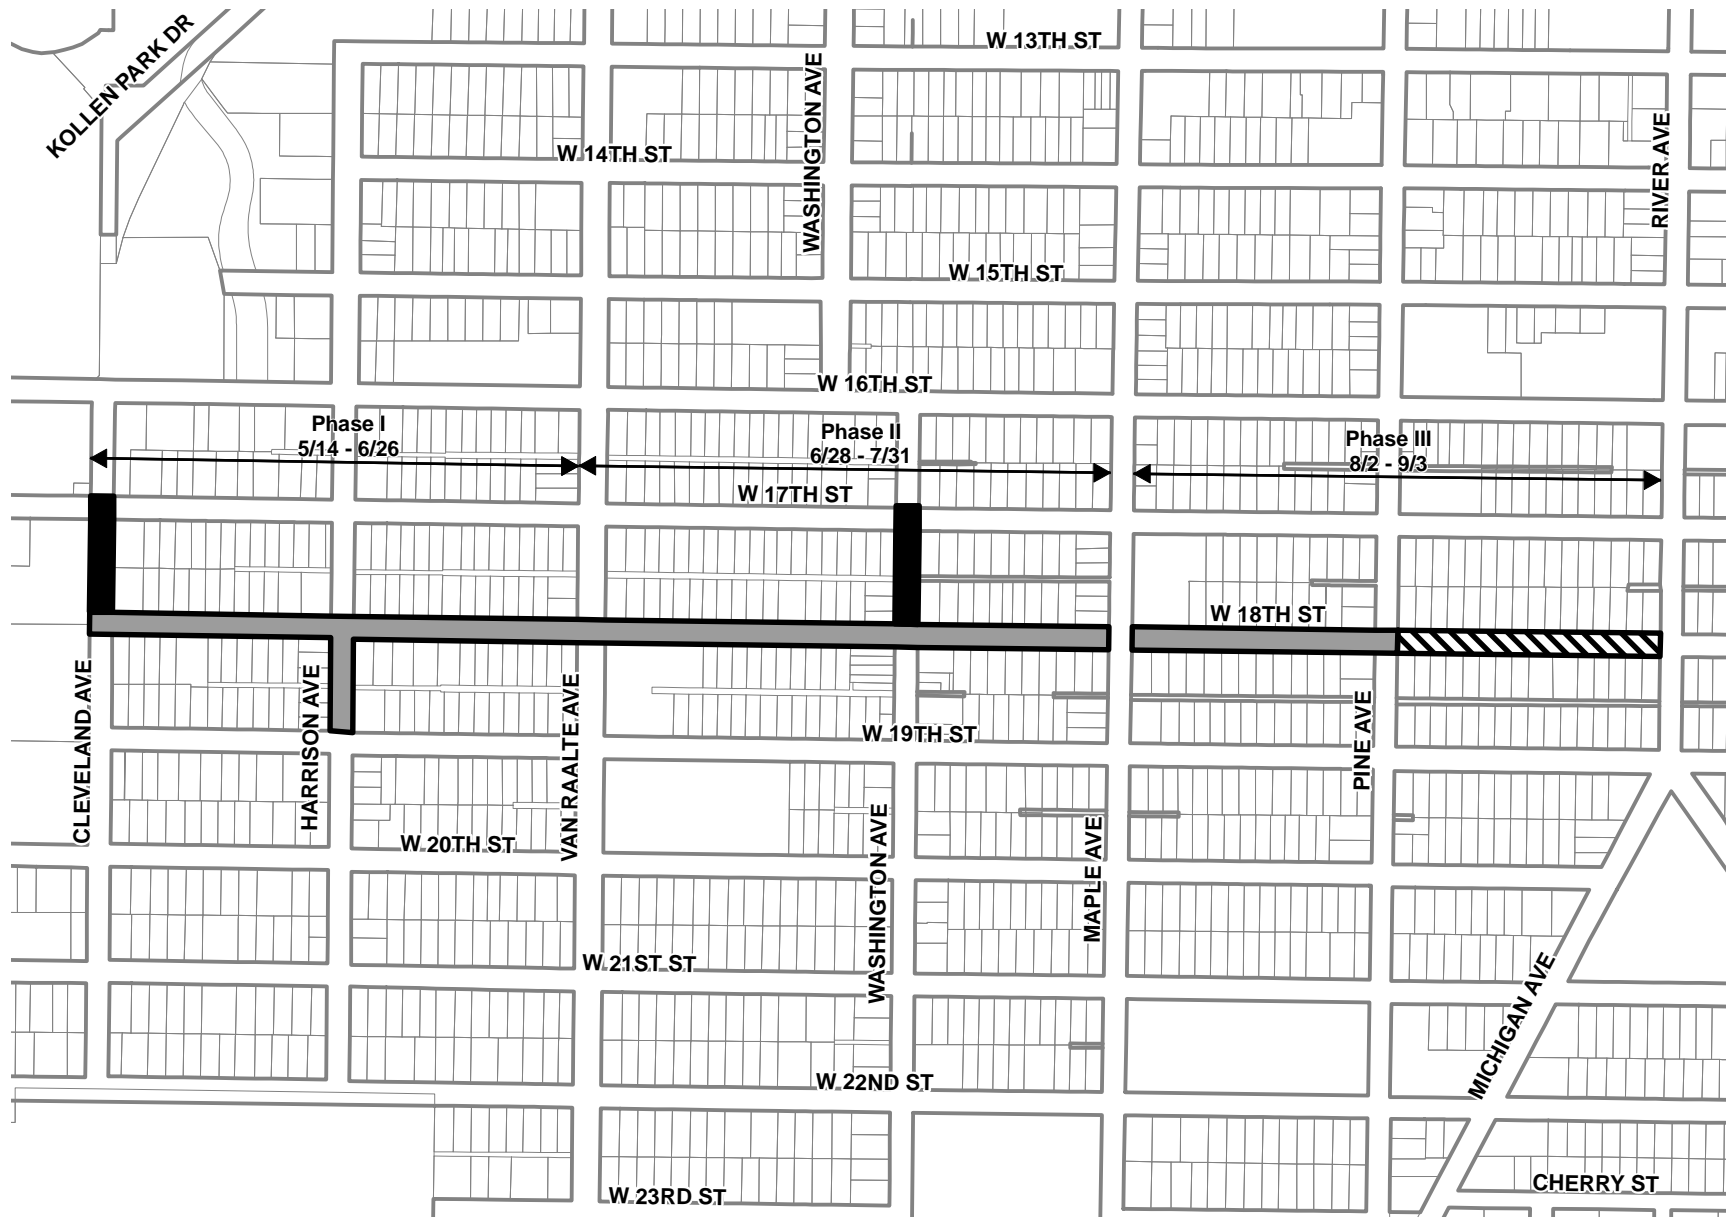 KOLLEN PARK DR
W 13TH ST
WASHINGTON AVE
RIVER AVE
W 14TH ST
W 15TH ST
W 16TH ST
Phase I
5/14 - 6/26
Phase II
6/28 - 7/31
Phase III
8/2 - 9/3
W 17TH ST
W 18TH ST
CLEVELAND AVE
HARRISON AVE
VAN RAALTE AVE
W 19TH ST
PINE AVE
W 20TH ST
WASHINGTON AVE
MAPLE AVE
W 21ST ST
MICHIGAN AVE
W 22ND ST
W 23RD ST
CHERRY ST